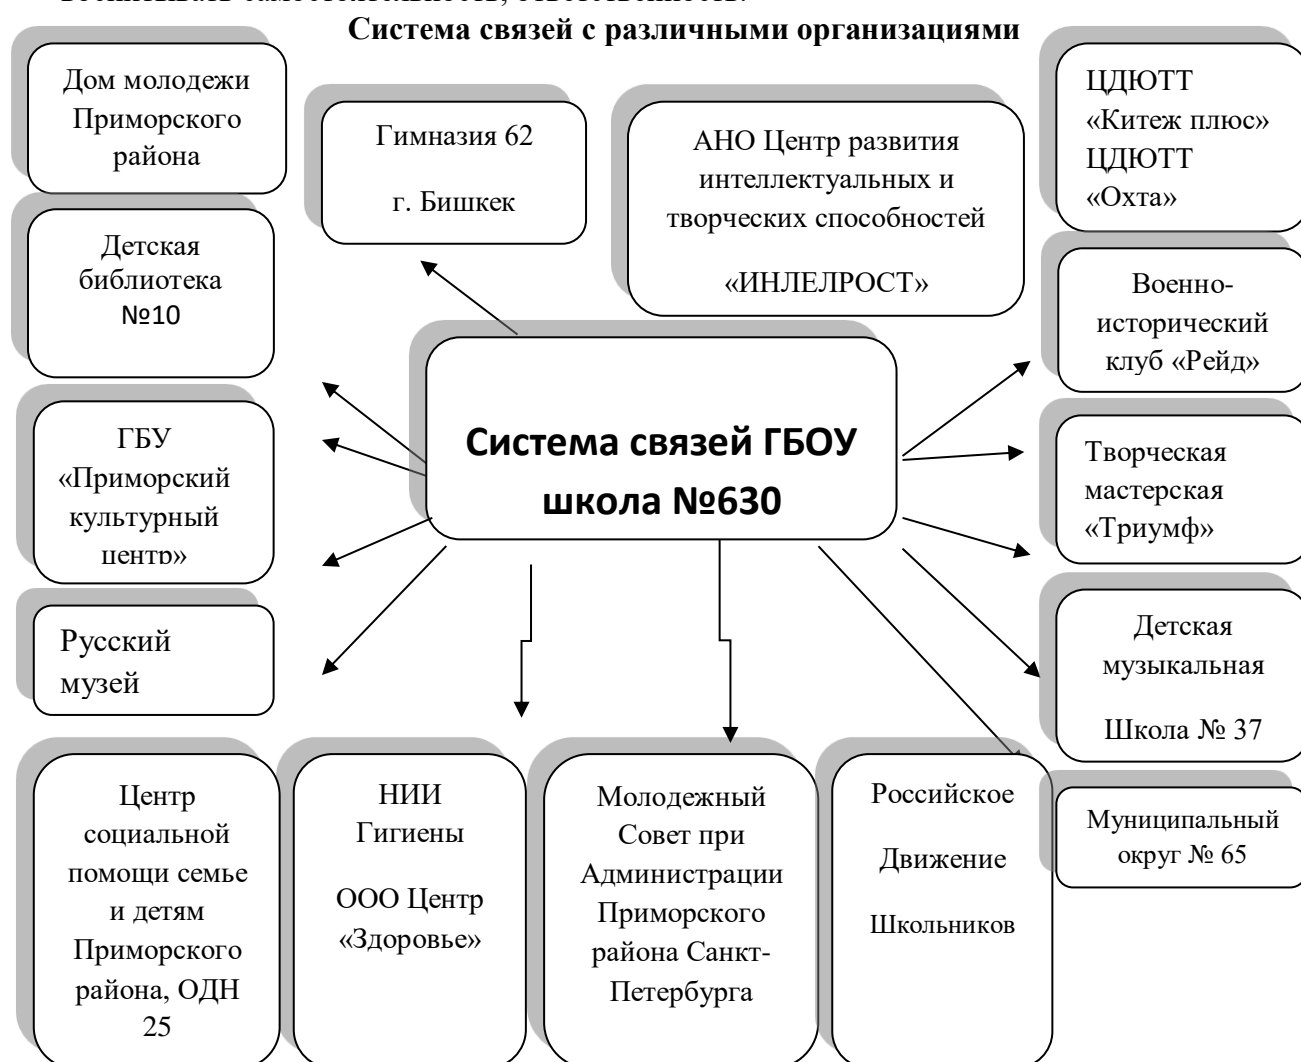 воспитывать самостоятельность, ответственность.
Система связей с различными организациями
Дом молодежи
Приморского
района
Гимназия 62
г. Бишкек
АНО Центр развития
интеллектуальных и
творческих способностей
«ИНЛЕЛРОСТ»
ЦДЮТТ
«Китеж плюс»
ЦДЮТТ
«Охта»
Детская
библиотека
№10
Военно-
исторический
клуб «Рейд»
Система связей ГБОУ
школа №630
ГБУ
«Приморский
культурный
центр»
Творческая
мастерская
«Триумф»
Русский
музей
Детская
музыкальная
Школа № 37
Центр
социальной
помощи семье
и детям
Приморского
района, ОДН
25
НИИ
Гигиены
ООО Центр
«Здоровье»
Молодежный
Совет при
Администрации
Приморского
района Санкт-
Петербурга
Российское
Движение
Школьников
Муниципальный
округ № 65